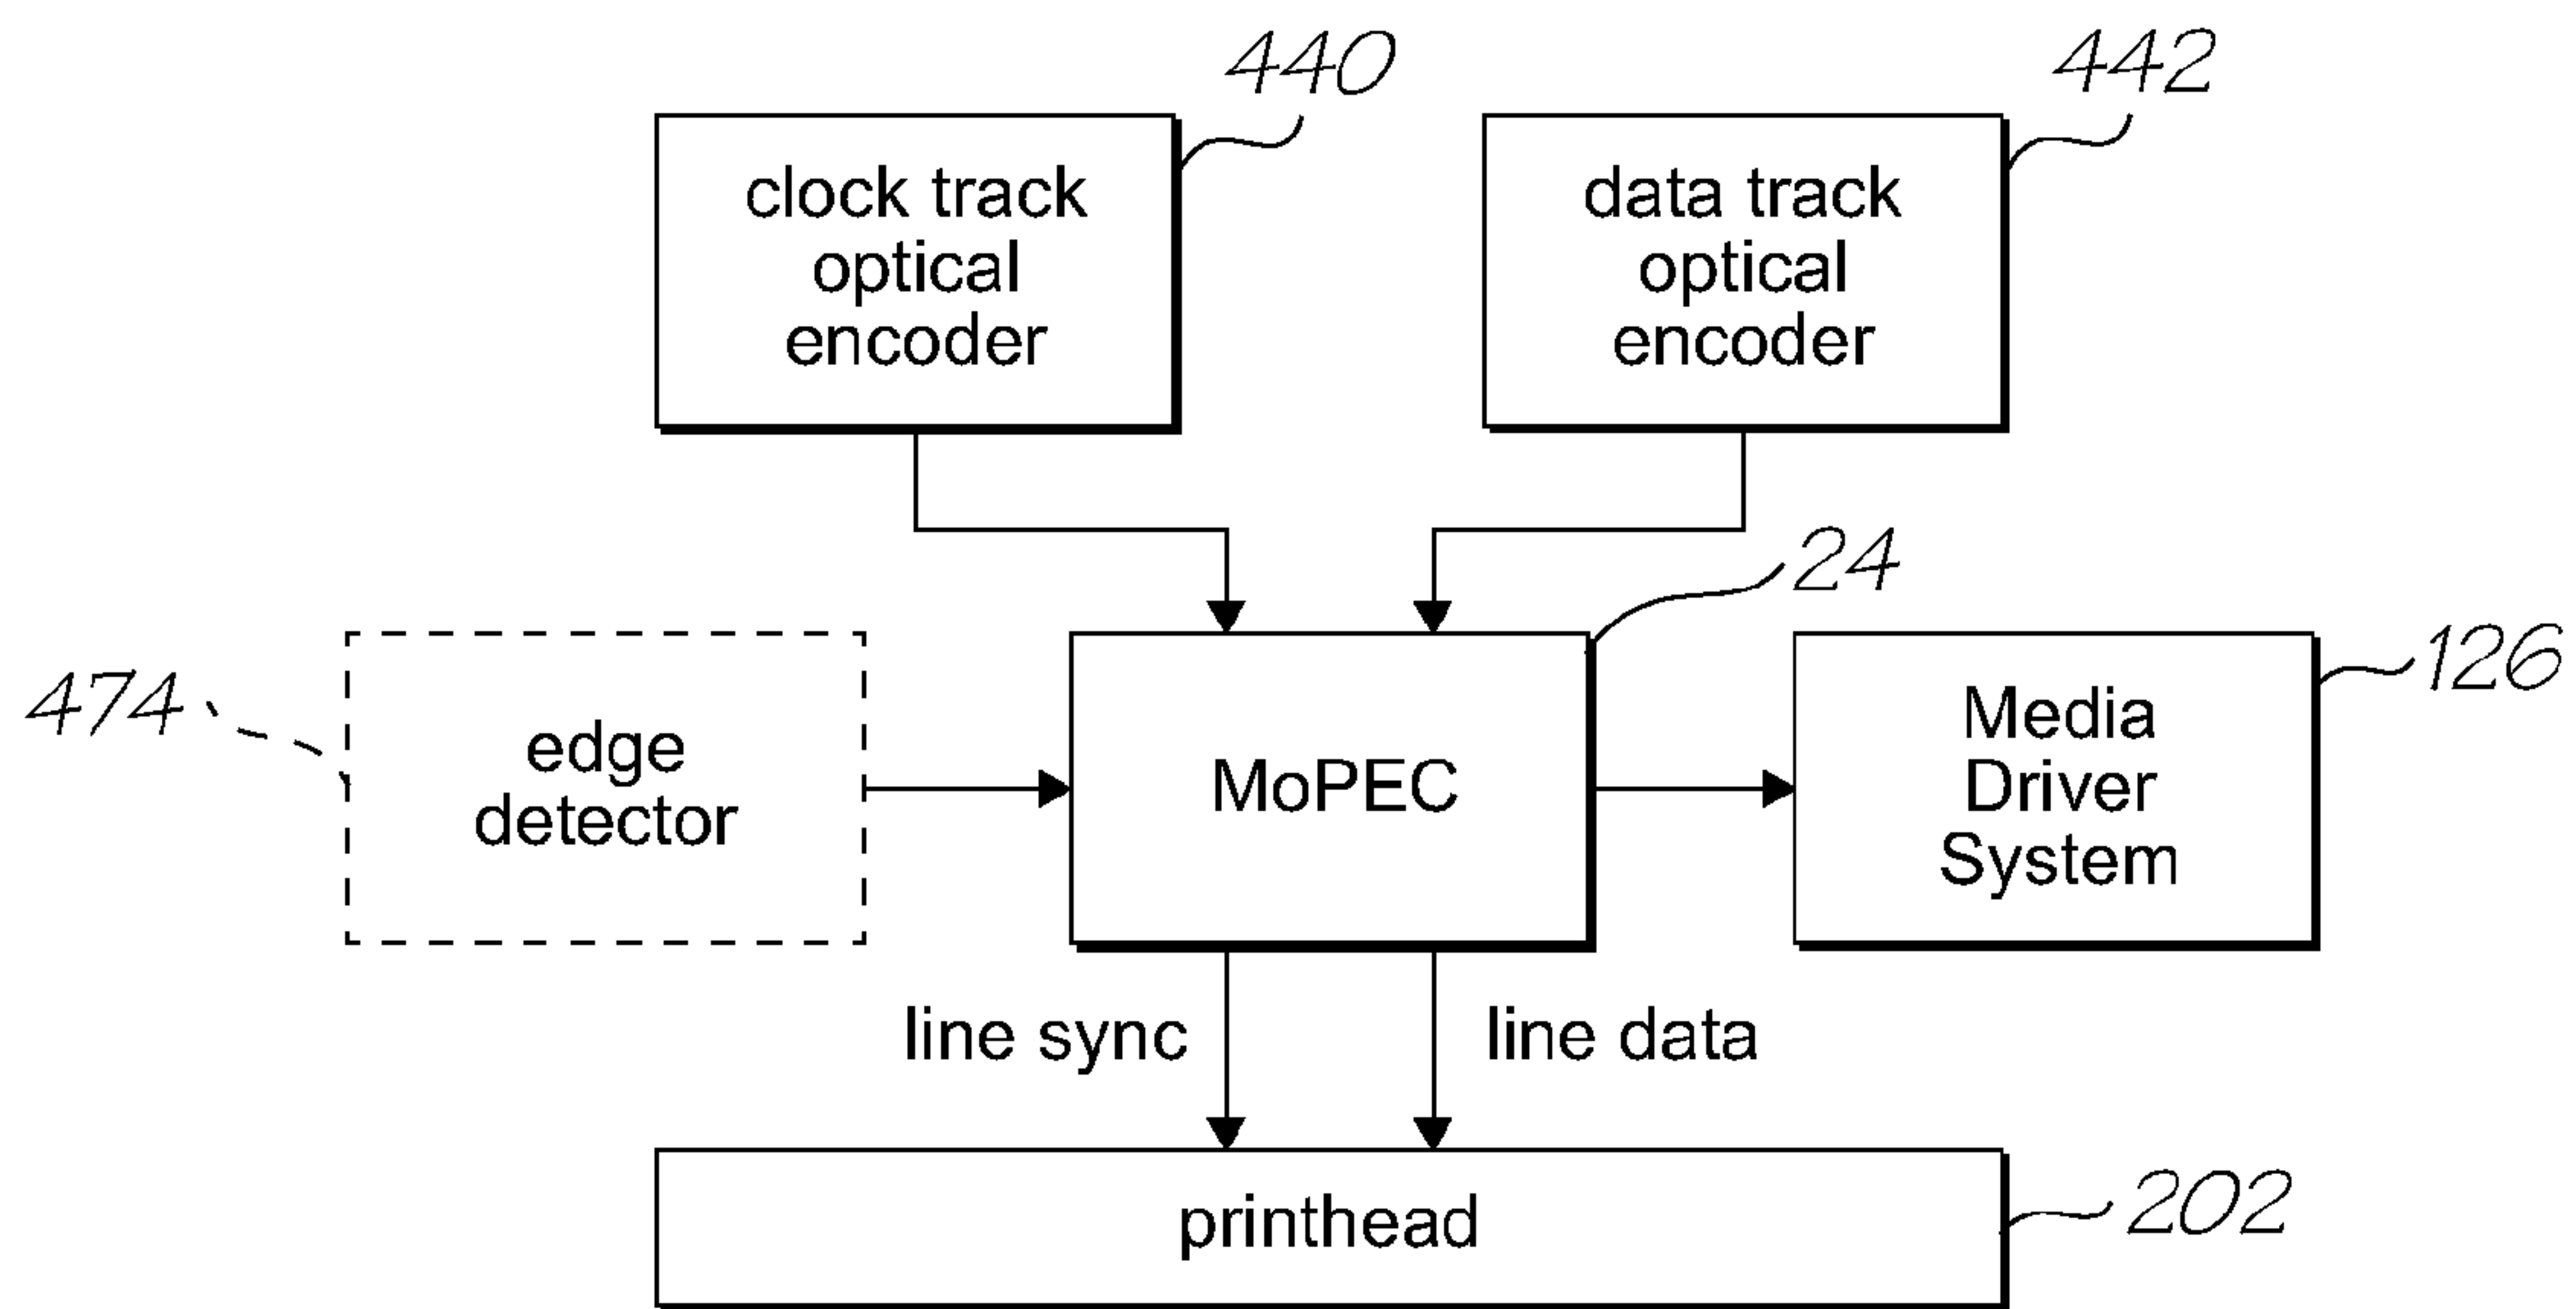 440
442
clock track
optical
encoder
data track
optical
encoder
24
126
474
edge
detector
MoPEC
Media
Driver
System
line sync
line data
printhead
202